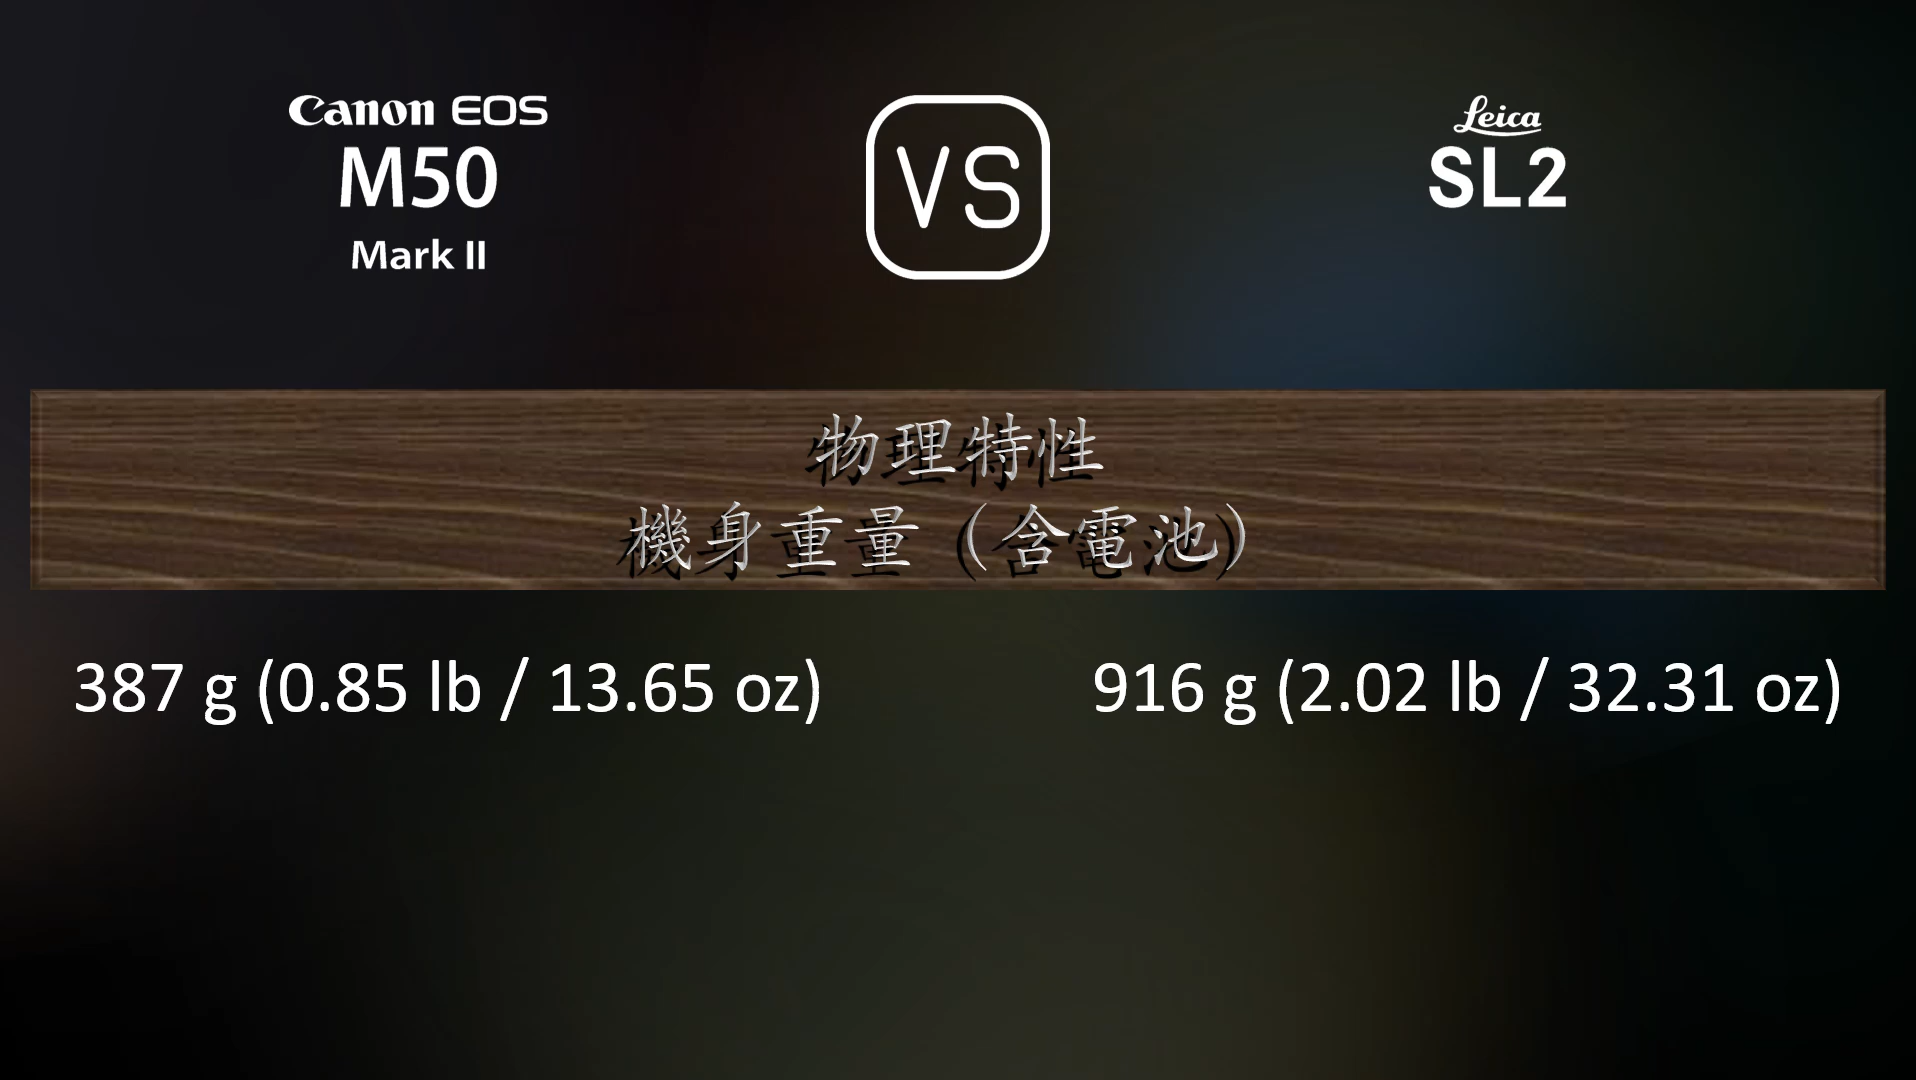 Canon EOS
M50
Mark II
VS
Leica
SL2
物理特性
機身重量（含電池）
387 g (0.85 lb / 13.65 oz)
916 g (2.02 lb / 32.31 oz)